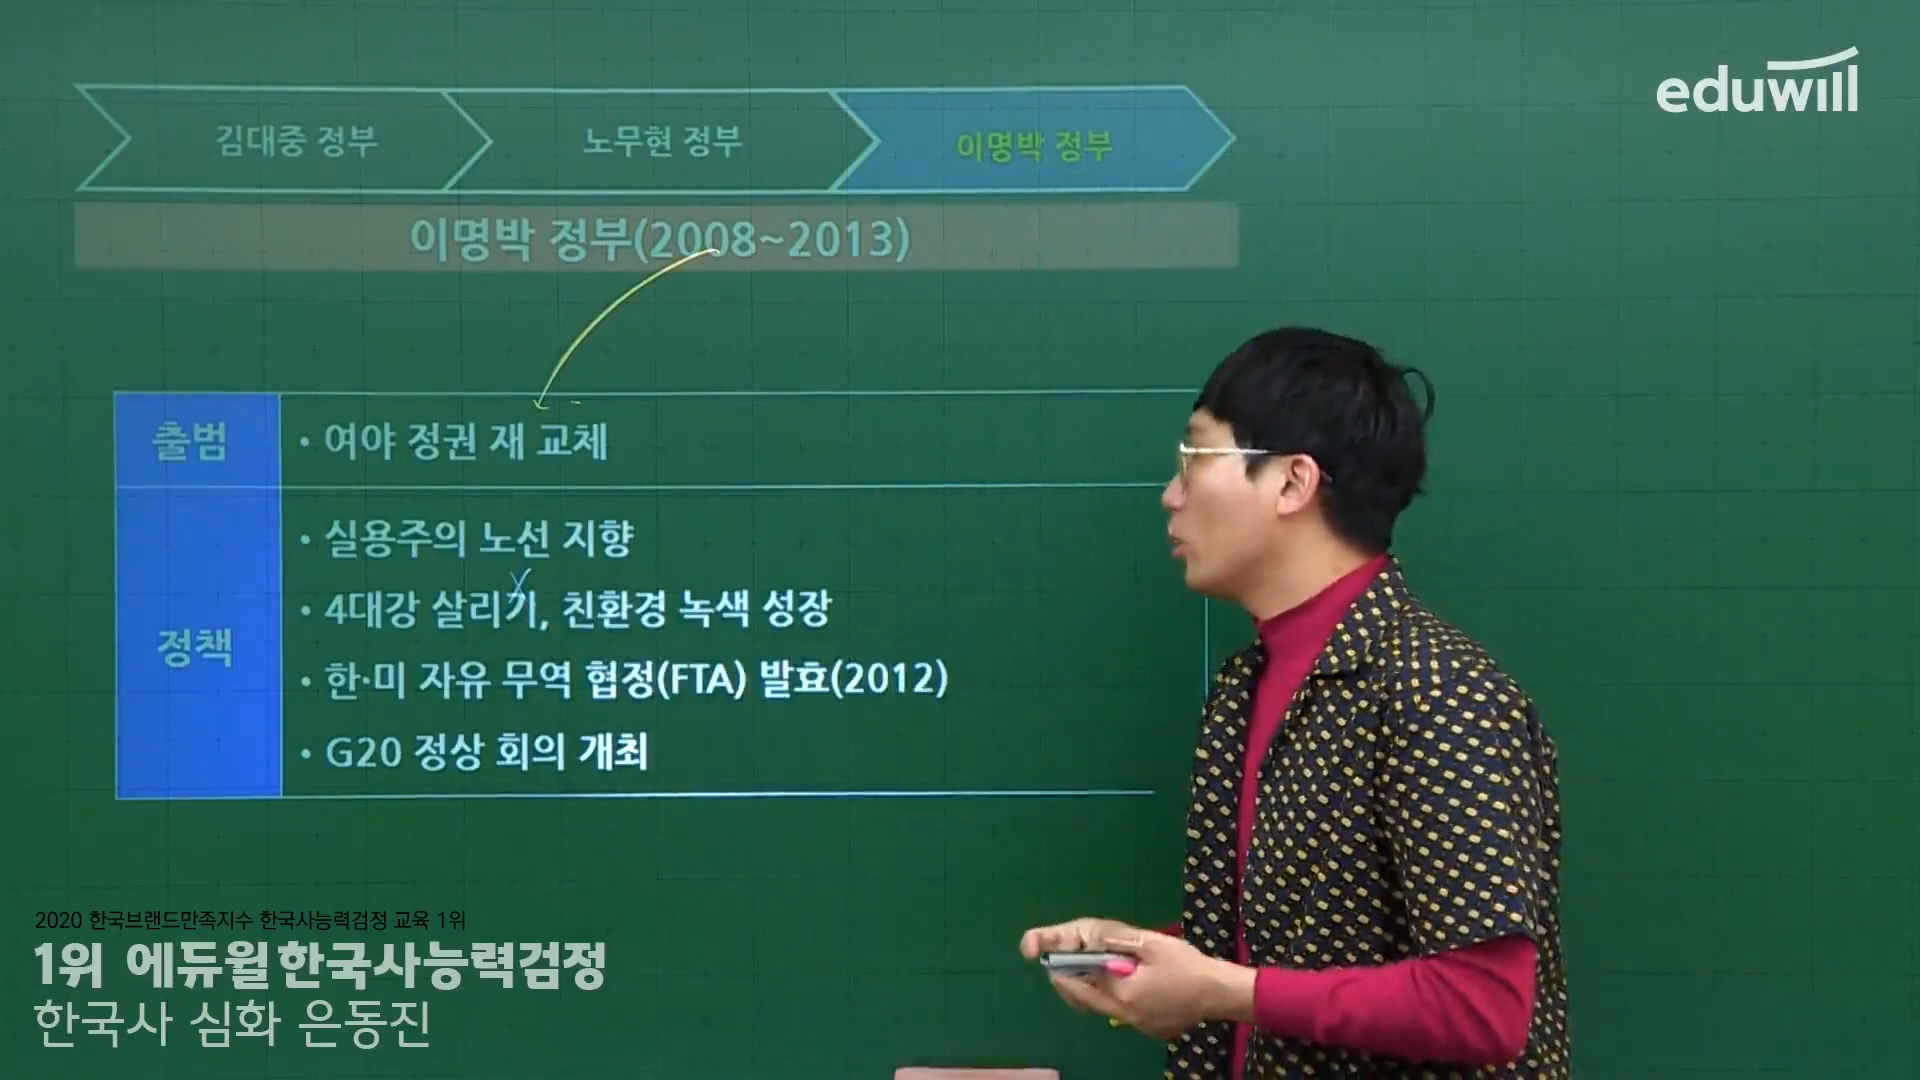 eduwill
김대중 정부
노무현 정부
이명박 정부
이명박 정부(2008~2013)
출범
• 여야 정권 재 교체
정책
• 실용주의 노선 지향
• 4대강 살리기, 친환경 녹색 성장
• 한·미 자유 무역 협정(FTA) 발효(2012)
• G20 정상 회의 개최
2020 한국브랜드만족지수 한국사능력검정 교육 1위
1위 에듀윌한국사능력검정
한국사 심화 은동진